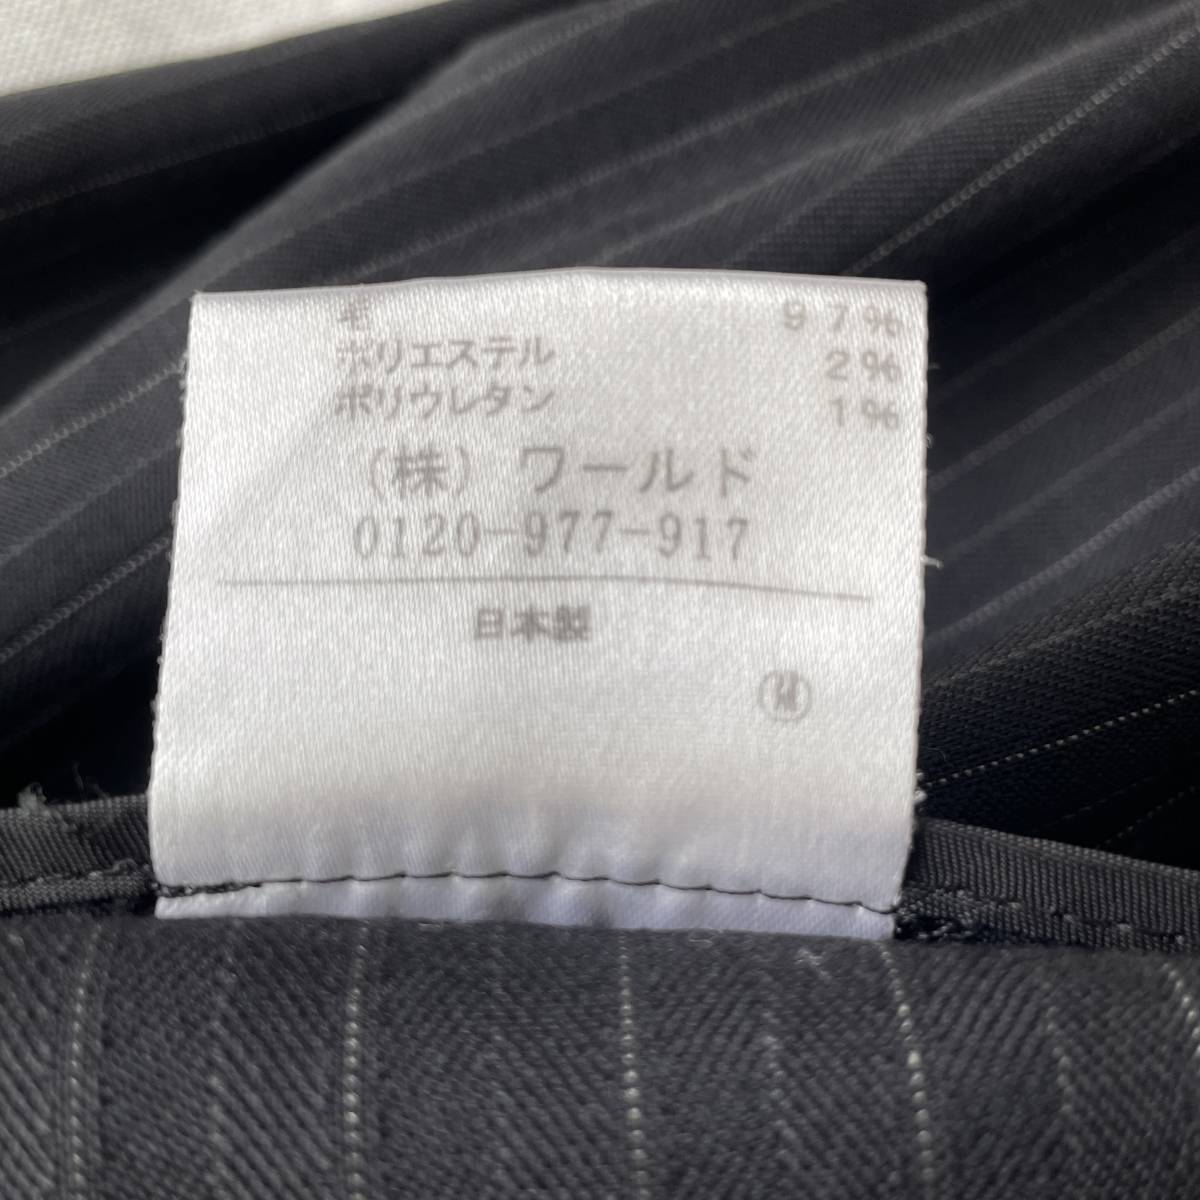 毛 97%
ポリエステル 2%
ポリウレタン 1%
(株) ワールド
0120-977-917
日本製